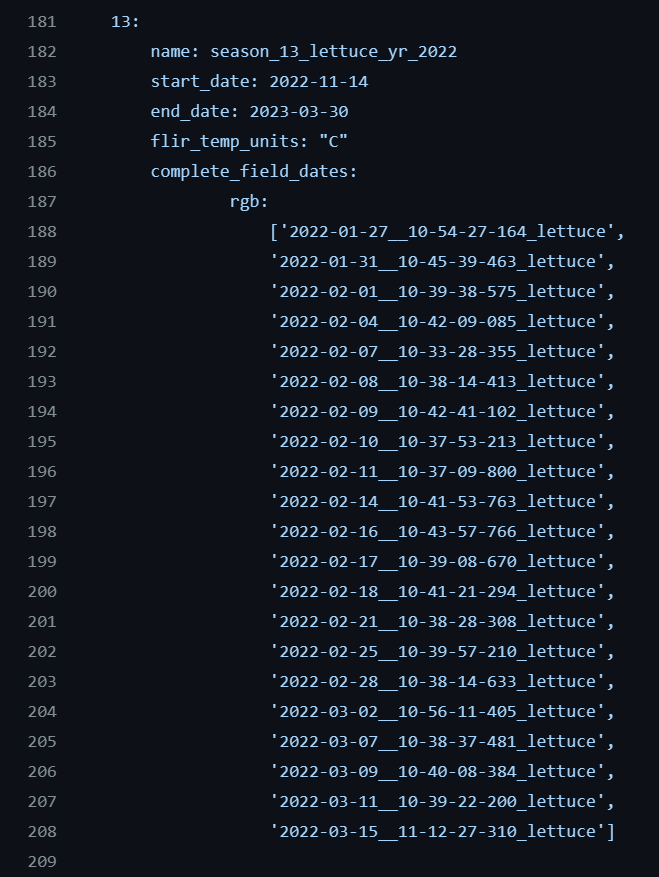 181 13:
182 name: season_13_lettuce_yr_2022
183 start_date: 2022-11-14
184 end_date: 2023-03-30
185 flir_temp_units: "C"
186 complete_field_dates:
187 rgb:
188 ['2022-01-27__10-54-27-164_lettuce',
189 '2022-01-31__10-45-39-463_lettuce',
190 '2022-02-01__10-39-38-575_lettuce',
191 '2022-02-04__10-42-09-085_lettuce',
192 '2022-02-07__10-33-28-355_lettuce',
193 '2022-02-08__10-38-14-413_lettuce',
194 '2022-02-09__10-42-41-102_lettuce',
195 '2022-02-10__10-37-53-213_lettuce',
196 '2022-02-11__10-37-09-800_lettuce',
197 '2022-02-14__10-41-53-763_lettuce',
198 '2022-02-16__10-43-57-766_lettuce',
199 '2022-02-17__10-39-08-670_lettuce',
200 '2022-02-18__10-41-21-294_lettuce',
201 '2022-02-21__10-38-28-308_lettuce',
202 '2022-02-25__10-39-57-210_lettuce',
203 '2022-02-28__10-38-14-633_lettuce',
204 '2022-03-02__10-56-11-405_lettuce',
205 '2022-03-07__10-38-37-481_lettuce',
206 '2022-03-09__10-40-08-384_lettuce',
207 '2022-03-11__10-39-22-200_lettuce',
208 '2022-03-15__11-12-27-310_lettuce']
209